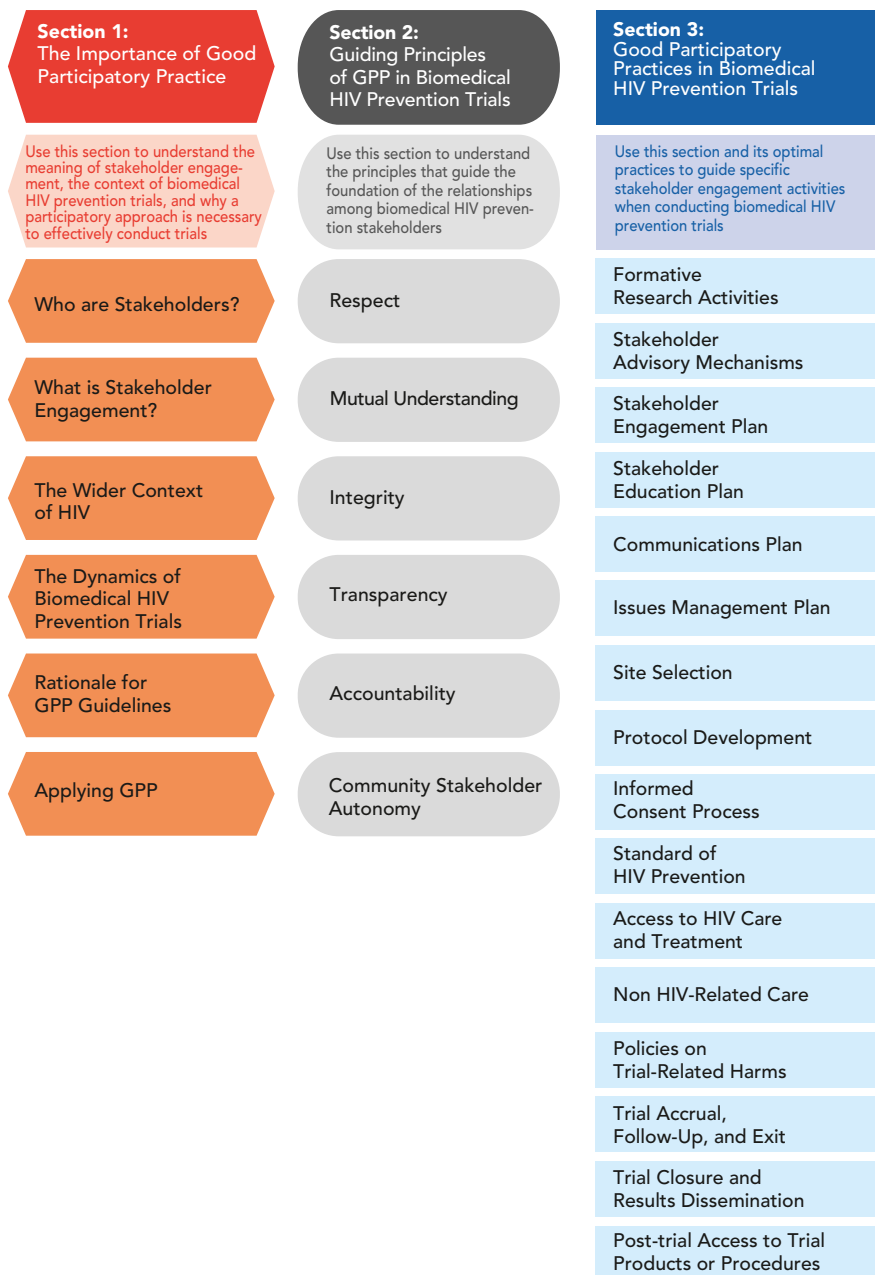 Section 1:
The Importance of Good
Participatory Practice
Use this section to understand the
meaning of stakeholder engage-
ment, the context of biomedical
HIV prevention trials, and why a
participatory approach is necessary
to effectively conduct trials
Who are Stakeholders?
What is Stakeholder
Engagement?
The Wider Context
of HIV
The Dynamics of
Biomedical HIV
Prevention Trials
Rationale for
GPP Guidelines
Applying GPP
Section 2:
Guiding Principles
of GPP in Biomedical
HIV Prevention Trials
Use this section to understand
the principles that guide the
foundation of the relationships
among biomedical HIV preven-
tion stakeholders
Respect
Mutual Understanding
Integrity
Transparency
Accountability
Community Stakeholder
Autonomy
Section 3:
Good Participatory
Practices in Biomedical
HIV Prevention Trials
Use this section and its optimal
practices to guide specific
stakeholder engagement activities
when conducting biomedical HIV
prevention trials
Formative
Research Activities
Stakeholder
Advisory Mechanisms
Stakeholder
Engagement Plan
Stakeholder
Education Plan
Communications Plan
Issues Management Plan
Site Selection
Protocol Development
Informed
Consent Process
Standard of
HIV Prevention
Access to HIV Care
and Treatment
Non HIV-Related Care
Policies on
Trial-Related Harms
Trial Accrual,
Follow-Up, and Exit
Trial Closure and
Results Dissemination
Post-trial Access to Trial
Products or Procedures